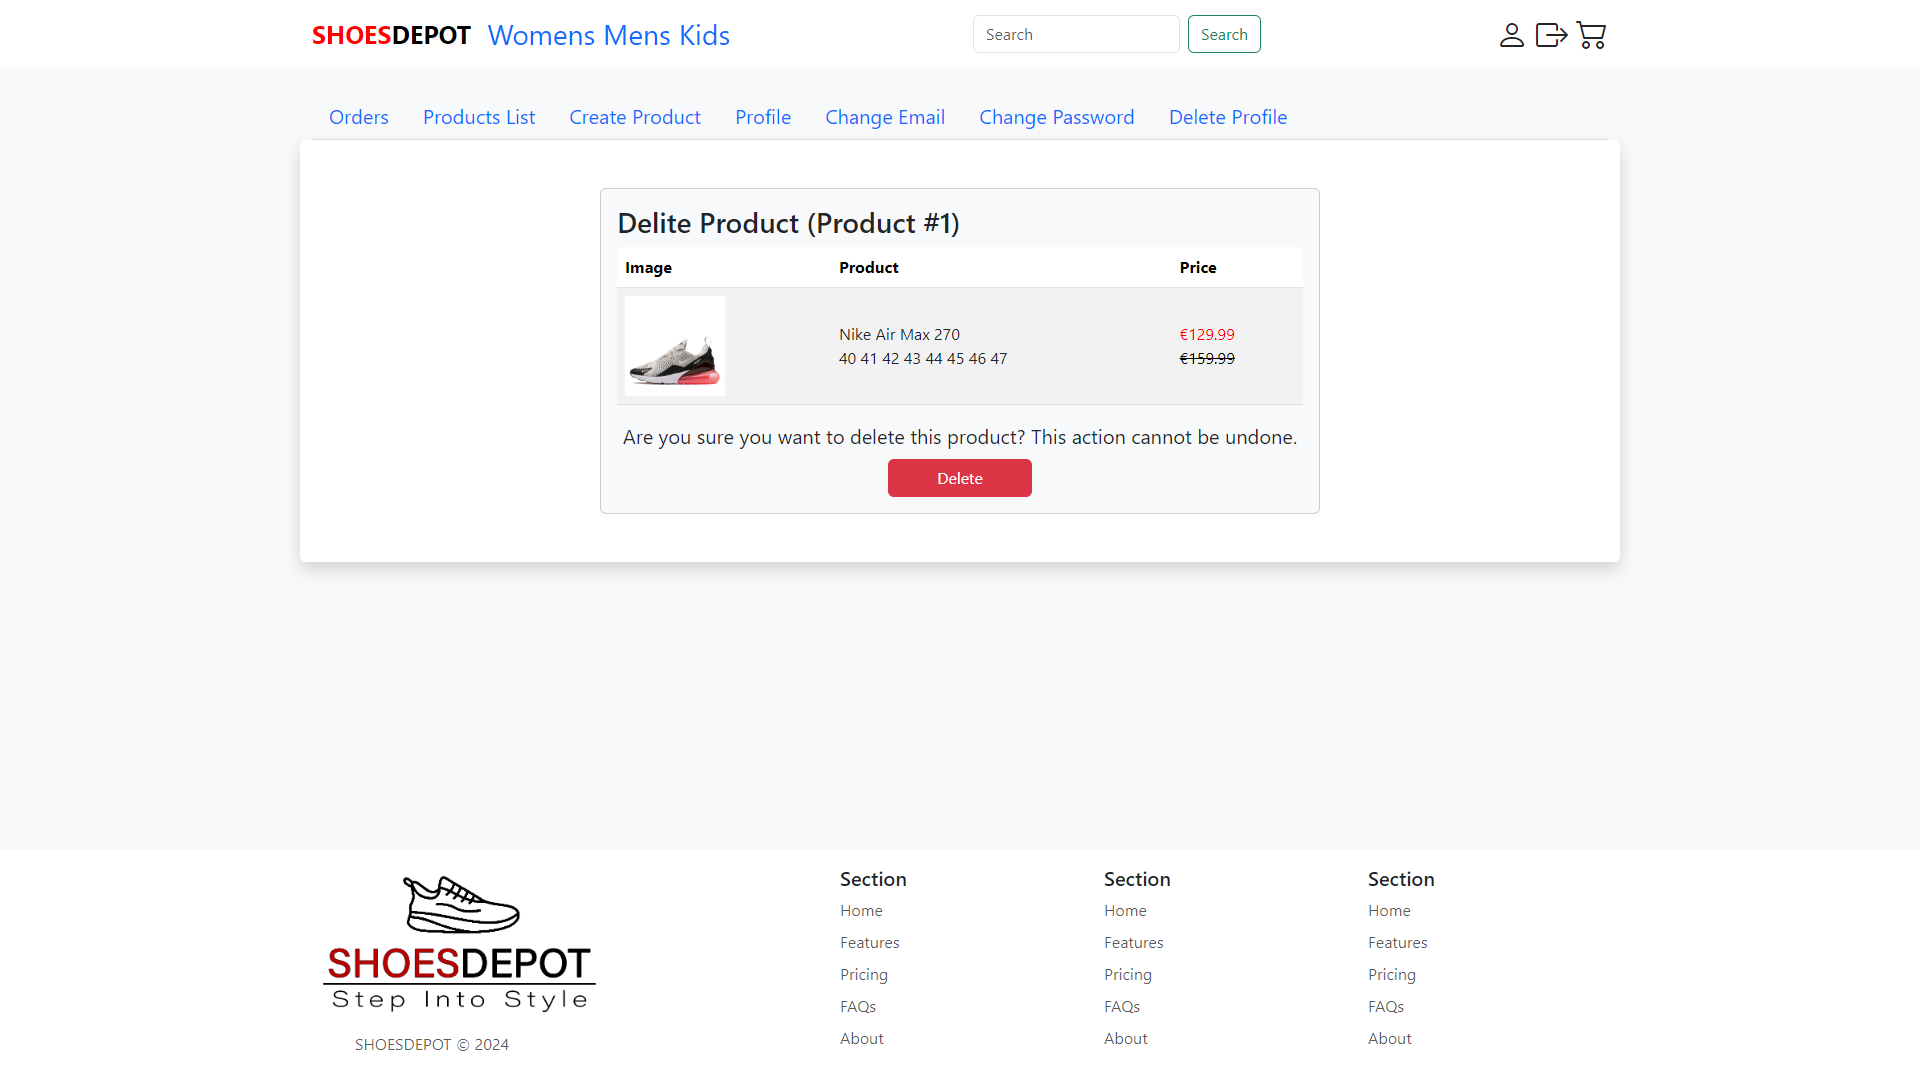 SHOESDEPOT Womens Mens Kids Search Search
Orders Products List Create Product Profile Change Email Change Password Delete Profile
Delite Product (Product #1)
Image Product Price
Nike Air Max 270 €129.99
40 41 42 43 44 45 46 47 €159.99
Are you sure you want to delete this product? This action cannot be undone.
Delete
SHOESDEPOT
Step Into Style
SHOESDEPOT © 2024
Section
Home
Features
Pricing
FAQs
About
Section
Home
Features
Pricing
FAQs
About
Section
Home
Features
Pricing
FAQs
About